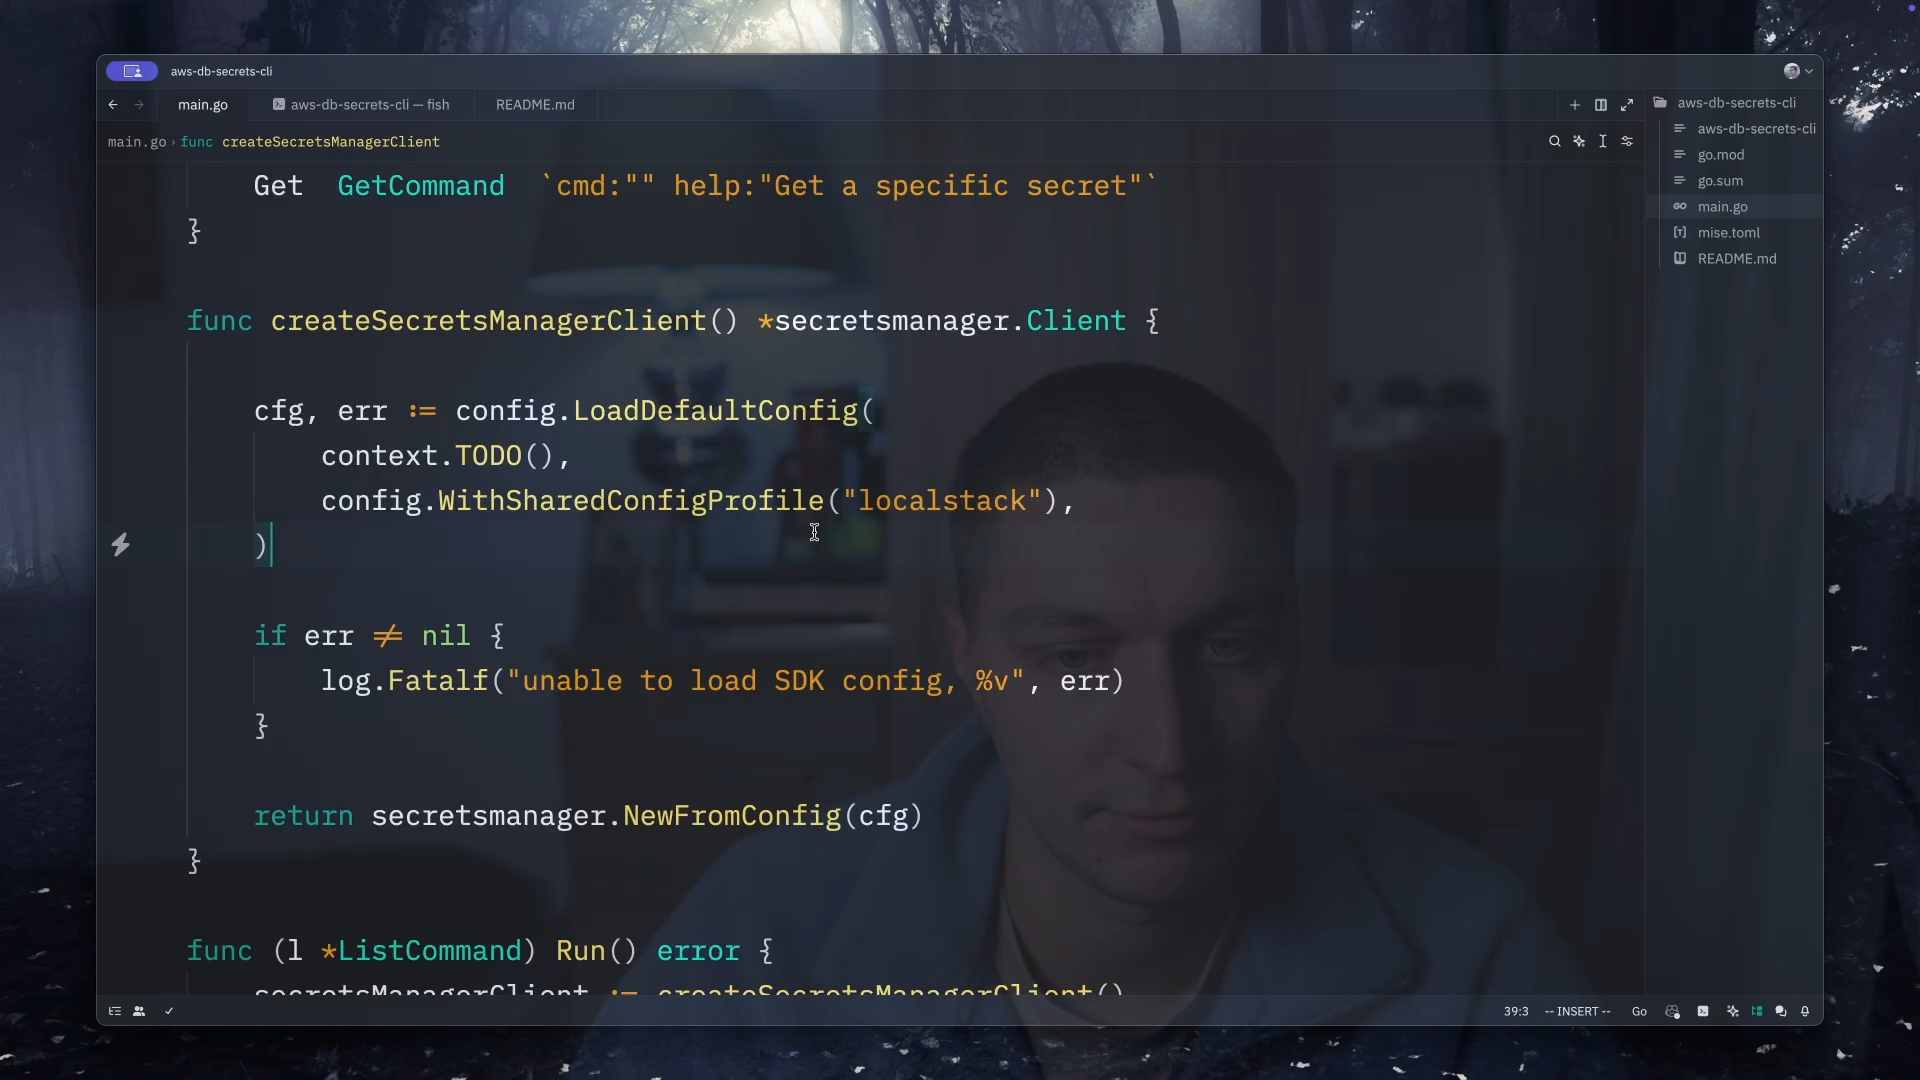 aws-db-secrets-cli
main.go
aws-db-secrets-cli — fish
README.md
main.go › func createSecretsManagerClient
Get GetCommand `cmd:"" help:"Get a specific secret"`
}
func createSecretsManagerClient() *secretsmanager.Client {
cfg, err := config.LoadDefaultConfig(
context.TODO(),
config.WithSharedConfigProfile("localstack"),
)
if err ≠ nil {
log.Fatalf("unable to load SDK config, %v", err)
}
return secretsmanager.NewFromConfig(cfg)
}
func (l *ListCommand) Run() error {
secretsManagerClient := createSecretsManagerClient()
aws-db-secrets-cli
aws-db-secrets-cli
go.mod
go.sum
main.go
mise.toml
README.md
39:3
-- INSERT --
Go